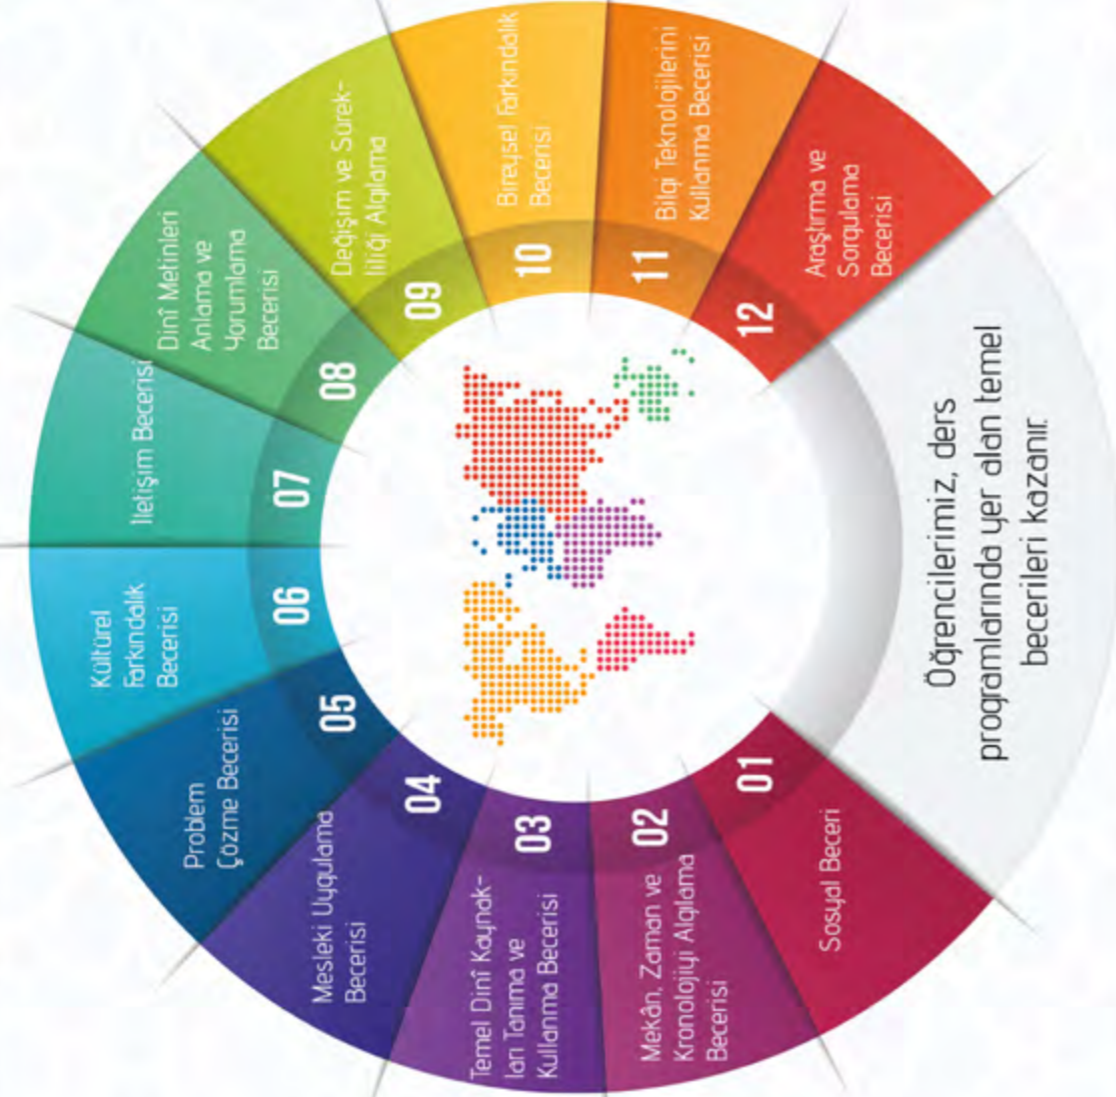 Öğrencilerimiz, ders
programlarında yer alan temel
becerileri kazanır.
01
Sosyal Beceri
02
Mekân, Zaman ve
Kronolojiyi Algılama
Becerisi
03
Temel Dinî Kaynak-
ları Tanıma ve
Kullanma Becerisi
04
Mesleki Uygulama
Becerisi
05
Problem
Çözme Becerisi
06
Kültürel
Farkındalık
Becerisi
07
İletişim Becerisi
08
Dinî Metinleri
Anlama ve
Yorumlama
Becerisi
09
Değişim ve Sürek-
liliği Algılama
10
Bireysel Farkındalık
Becerisi
11
Bilgi Teknolojilerini
Kullanma Becerisi
12
Araştırma ve
Sorgulama
Becerisi